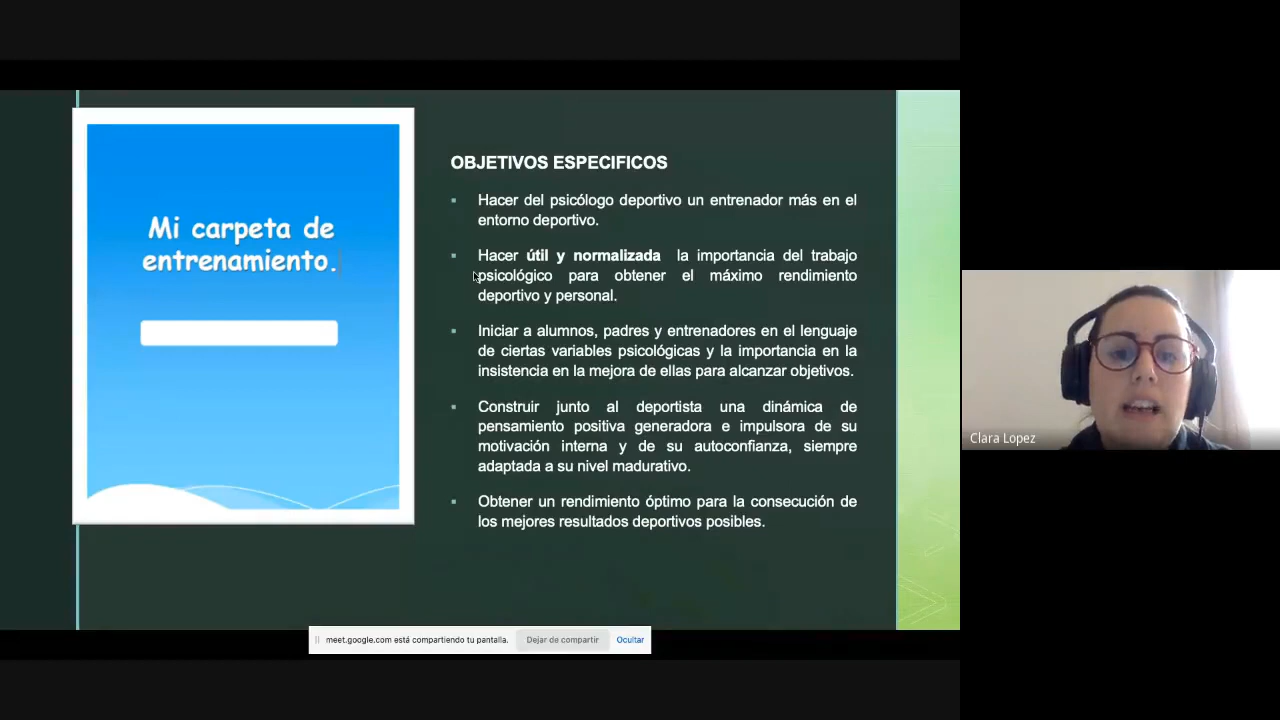 Mi carpeta de
entrenamiento.
OBJETIVOS ESPECIFICOS
▪ Hacer del psicólogo deportivo un entrenador más en el
entorno deportivo.
▪ Hacer útil y normalizada la importancia del trabajo
psicológico para obtener el máximo rendimiento
deportivo y personal.
▪ Iniciar a alumnos, padres y entrenadores en el lenguaje
de ciertas variables psicológicas y la importancia en la
insistencia en la mejora de ellas para alcanzar objetivos.
▪ Construir junto al deportista una dinámica de
pensamiento positiva generadora e impulsora de su
motivación interna y de su autoconfianza, siempre
adaptada a su nivel madurativo.
▪ Obtener un rendimiento óptimo para la consecución de
los mejores resultados deportivos posibles.
Clara Lopez
meet.google.com está compartiendo tu pantalla. Dejar de compartir Ocultar